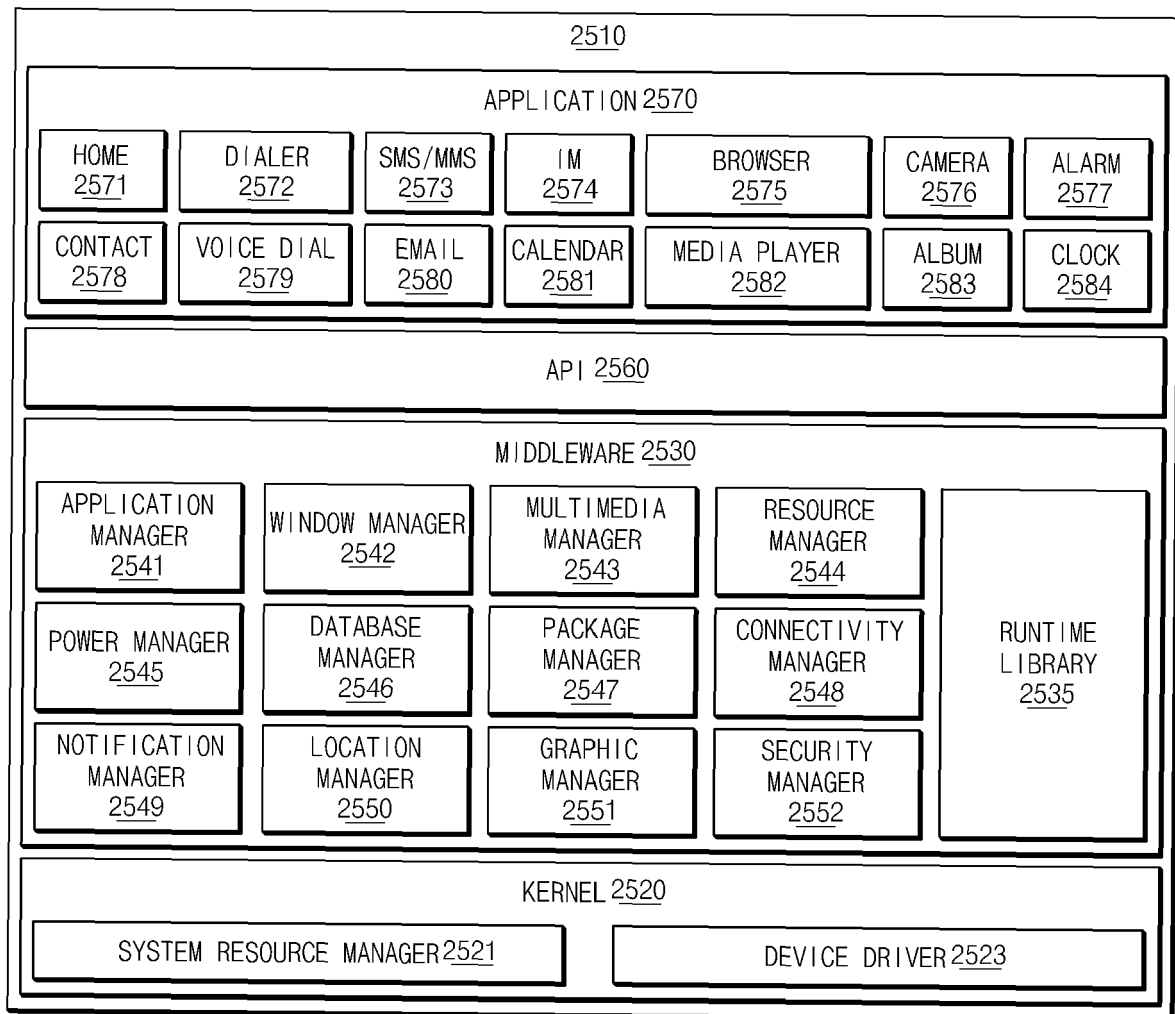 2510
APPLICATION 2570
HOME
2571
DIALER
2572
SMS/MMS
2573
IM
2574
BROWSER
2575
CAMERA
2576
ALARM
2577
CONTACT
2578
VOICE DIAL
2579
EMAIL
2580
CALENDAR
2581
MEDIA PLAYER
2582
ALBUM
2583
CLOCK
2584
API 2560
MIDDLEWARE 2530
APPLICATION
MANAGER
2541
WINDOW MANAGER
2542
MULTIMEDIA
MANAGER
2543
RESOURCE
MANAGER
2544
POWER MANAGER
2545
DATABASE
MANAGER
2546
PACKAGE
MANAGER
2547
CONNECTIVITY
MANAGER
2548
NOTIFICATION
MANAGER
2549
LOCATION
MANAGER
2550
GRAPHIC
MANAGER
2551
SECURITY
MANAGER
2552
RUNTIME
LIBRARY
2535
KERNEL 2520
SYSTEM RESOURCE MANAGER 2521
DEVICE DRIVER 2523